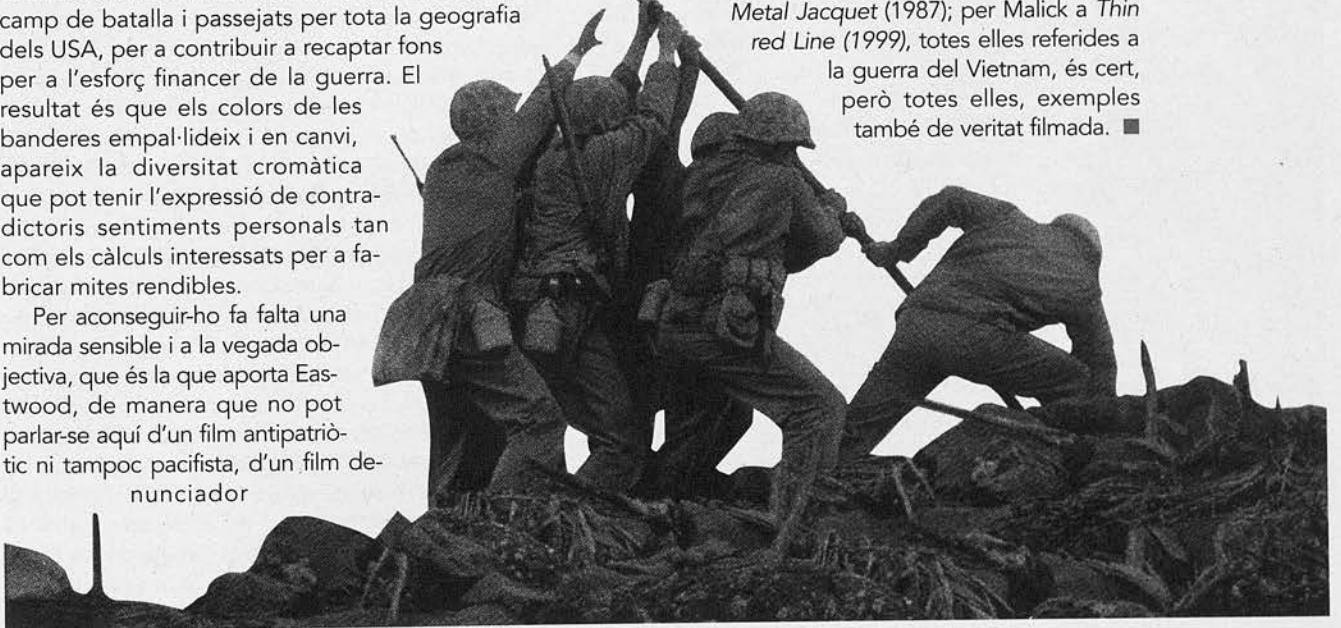 camp de batalla i passejats per tota la geografia
dels USA, per a contribuir a recaptar fons
per a l'esforç financer de la guerra. El
resultat és que els colors de les
banderes empal·lideix i en canvi,
apareix la diversitat cromàtica
que pot tenir l'expressió de contra-
dictoris sentiments personals tan
com els càlculs interessats per a fa-
bricar mites rendibles.
Per aconseguir-ho fa falta una
mirada sensible i a la vegada ob-
jectiva, que és la que aporta Eas-
twood, de manera que no pot
parlar-se aquí d'un film antipatriò-
tic ni tampoc pacifista, d'un film de-
nunciador
Metal Jacquet (1987); per Malick a Thin
red Line (1999), totes elles referides a
la guerra del Vietnam, és cert,
però totes elles, exemples
també de veritat filmada. ■